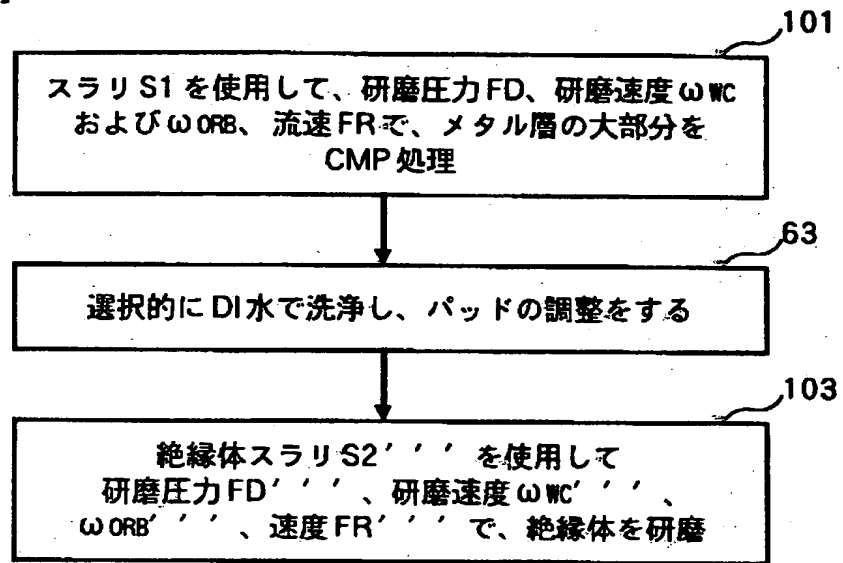 101
スラリS1を使用して、研磨圧力FD、研磨速度ωWC
およびωORB、流速FRで、メタル層の大部分を
CMP処理
63
選択的にDI水で洗浄し、パッドの調整をする
103
絶縁体スラリS2′′′を使用して
研磨圧力FD′′′、研磨速度ωWC′′′、
ωORB′′′、速度FR′′′で、絶縁体を研磨